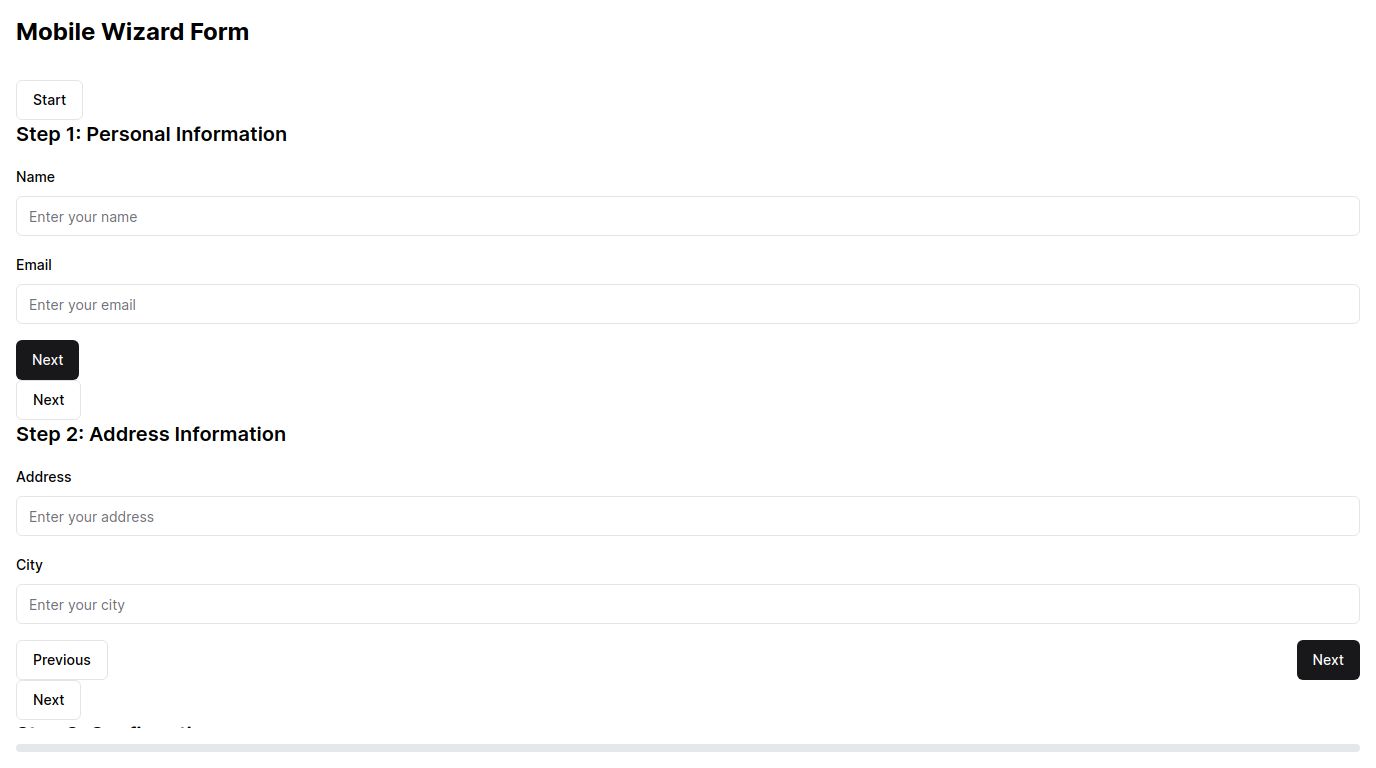 Mobile Wizard Form
Start
Step 1: Personal Information
Name
Enter your name
Email
Enter your email
Next
Next
Step 2: Address Information
Address
Enter your address
City
Enter your city
Previous
Next
Next